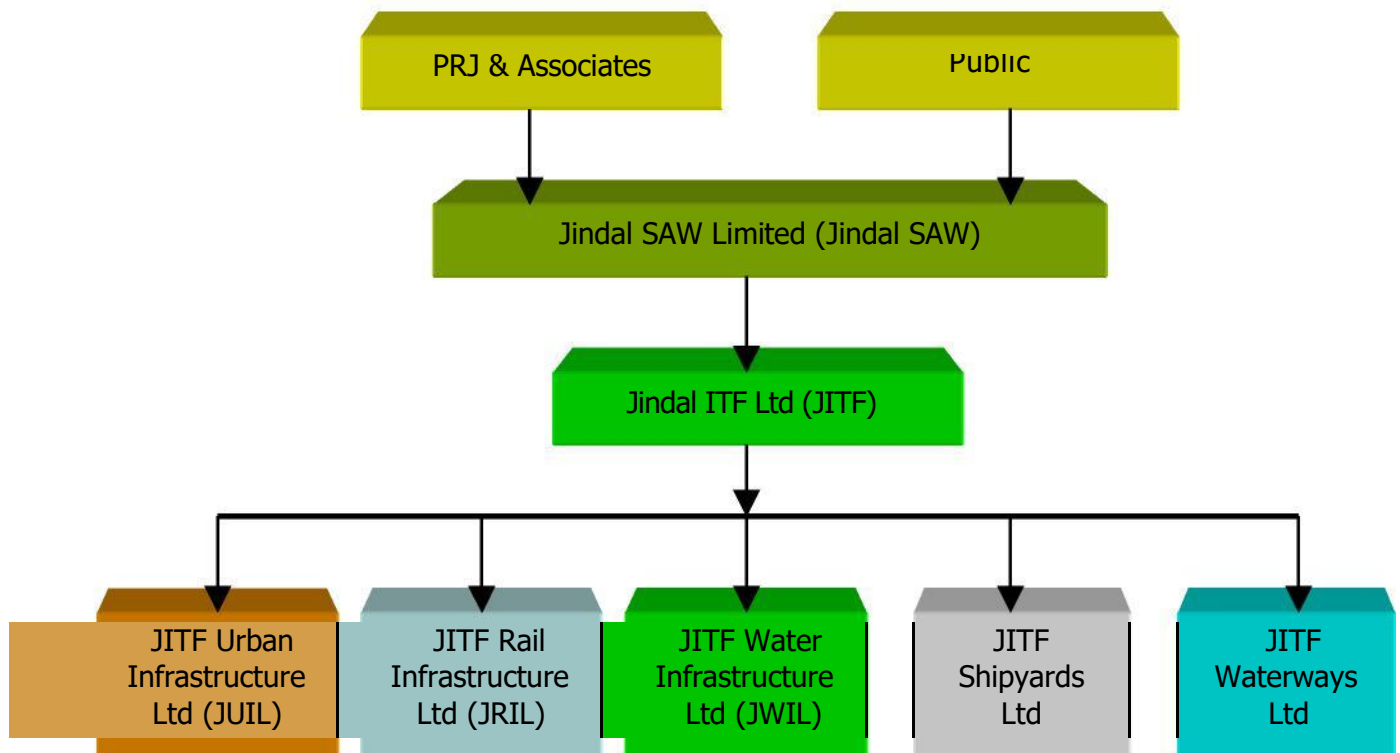 PRJ & Associates
Public
Jindal SAW Limited (Jindal SAW)
Jindal ITF Ltd (JITF)
JITF Urban
Infrastructure
Ltd (JUIL)
JITF Rail
Infrastructure
Ltd (JRIL)
JITF Water
Infrastructure
Ltd (JWIL)
JITF
Shipyards
Ltd
JITF
Waterways
Ltd